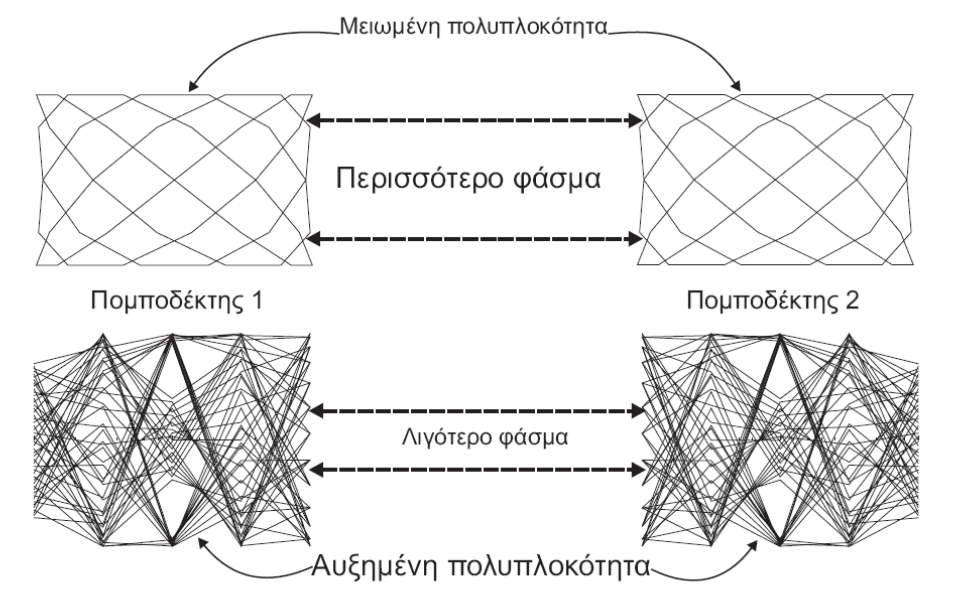 Μειωμένη πολυπλοκότητα
Περισσότερο φάσμα
Πομποδέκτης 1
Πομποδέκτης 2
Λιγότερο φάσμα
Αυξημένη πολυπλοκότητα